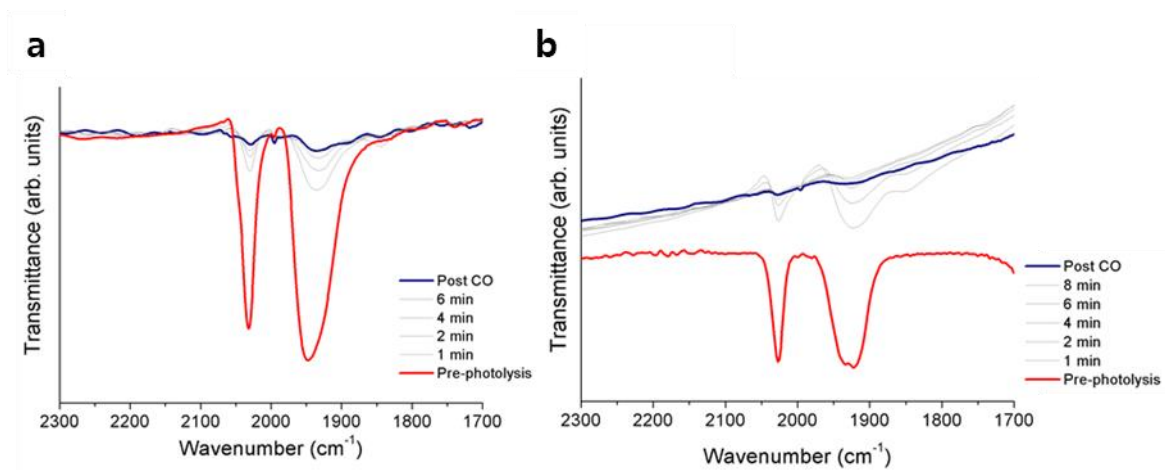 a
Transmittance (arb. units)
Post CO
6 min
4 min
2 min
1 min
Pre-photolysis
2300 2200 2100 2000 1900 1800 1700
Wavenumber (cm⁻¹)
b
Transmittance (arb. units)
Post CO
8 min
6 min
4 min
2 min
1 min
Pre-photolysis
2300 2200 2100 2000 1900 1800 1700
Wavenumber (cm⁻¹)